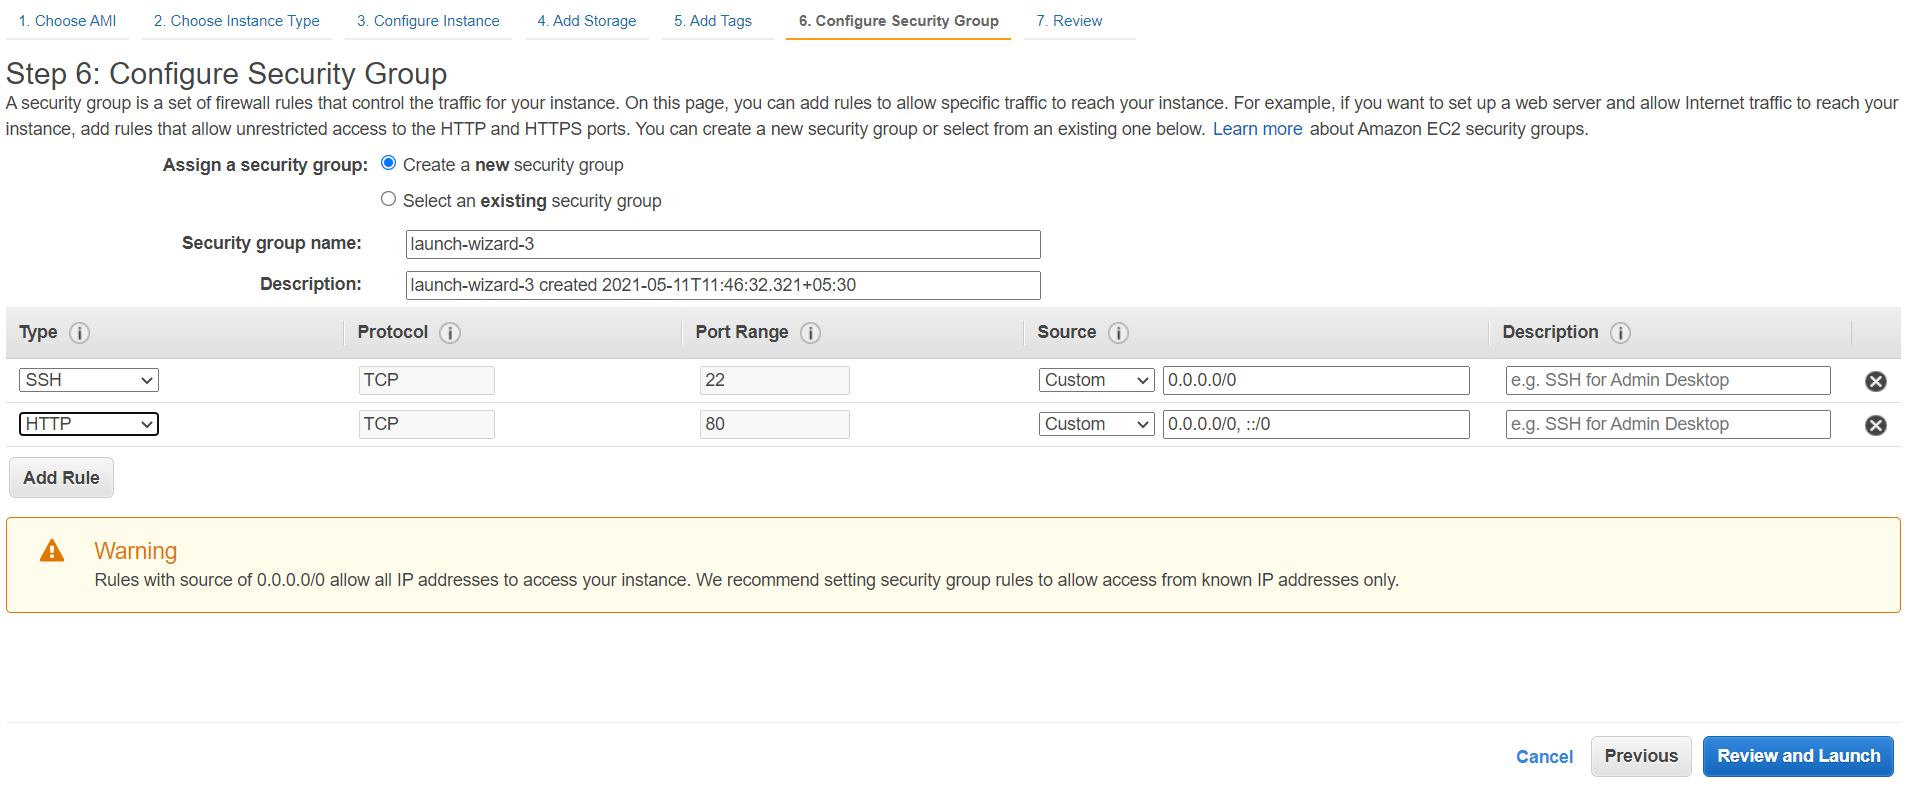 1. Choose AMI 2. Choose Instance Type 3. Configure Instance 4. Add Storage 5. Add Tags 6. Configure Security Group 7. Review
Step 6: Configure Security Group
A security group is a set of firewall rules that control the traffic for your instance. On this page, you can add rules to allow specific traffic to reach your instance. For example, if you want to set up a web server and allow Internet traffic to reach your
instance, add rules that allow unrestricted access to the HTTP and HTTPS ports. You can create a new security group or select from an existing one below. Learn more about Amazon EC2 security groups.
Assign a security group: Create a new security group
Select an existing security group
Security group name: launch-wizard-3
Description: launch-wizard-3 created 2021-05-11T11:46:32.321+05:30
Type i Protocol i Port Range i Source i Description i
SSH TCP 22 Custom 0.0.0.0/0 e.g. SSH for Admin Desktop
HTTP TCP 80 Custom 0.0.0.0/0, ::/0 e.g. SSH for Admin Desktop
Add Rule
Warning
Rules with source of 0.0.0.0/0 allow all IP addresses to access your instance. We recommend setting security group rules to allow access from known IP addresses only.
Cancel Previous Review and Launch